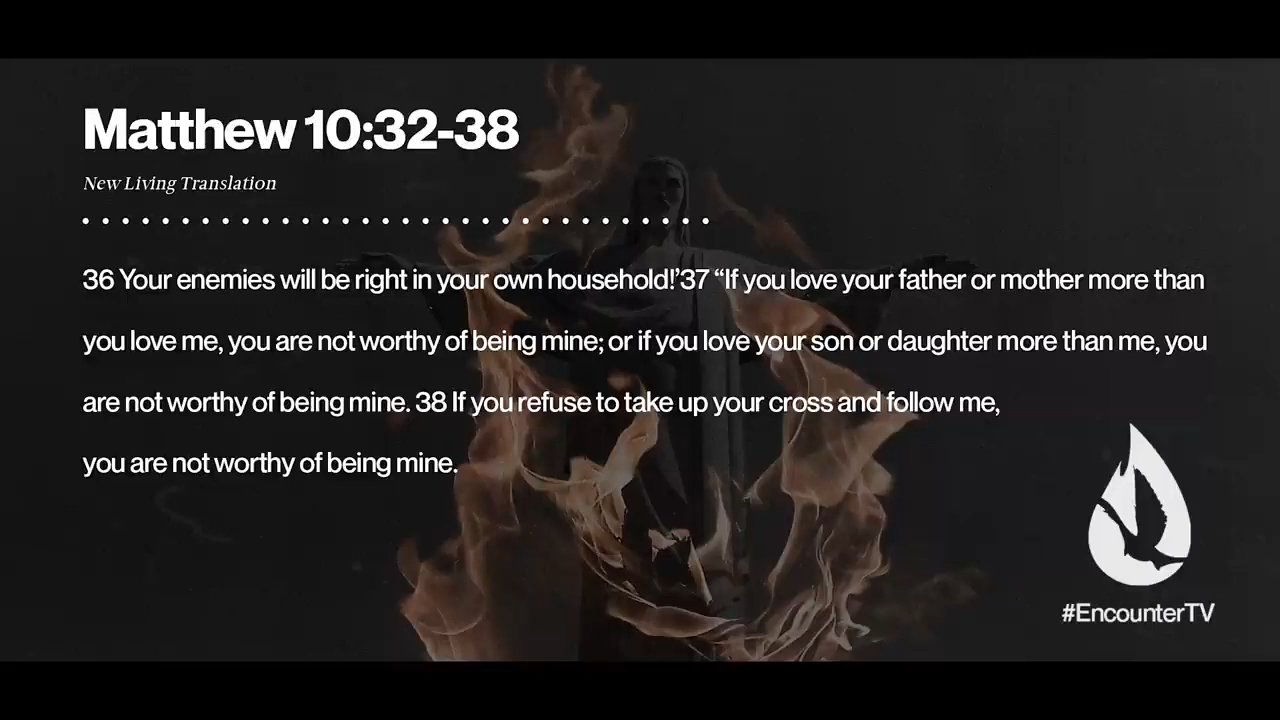 Matthew 10:32-38
New Living Translation
36 Your enemies will be right in your own household!’37 “If you love your father or mother more than
you love me, you are not worthy of being mine; or if you love your son or daughter more than me, you
are not worthy of being mine. 38 If you refuse to take up your cross and follow me,
you are not worthy of being mine.
#EncounterTV